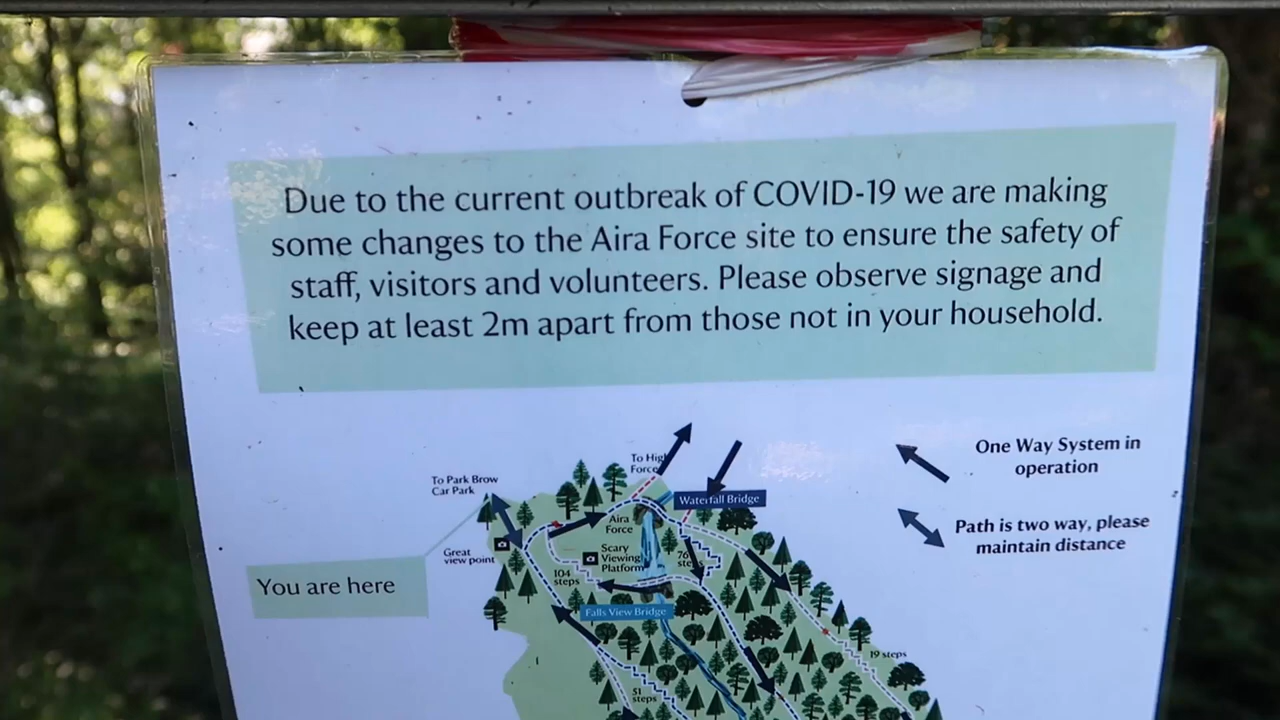 Due to the current outbreak of COVID-19 we are making
some changes to the Aira Force site to ensure the safety of
staff, visitors and volunteers. Please observe signage and
keep at least 2m apart from those not in your household.
One Way System in
operation
Path is two way, please
maintain distance
To High
Force
To Park Brow
Car Park
Waterfall Bridge
Aira
Force
Great
view point
Scary
Viewing
Platform
76
steps
104
steps
You are here
Falls View Bridge
19 steps
51
steps